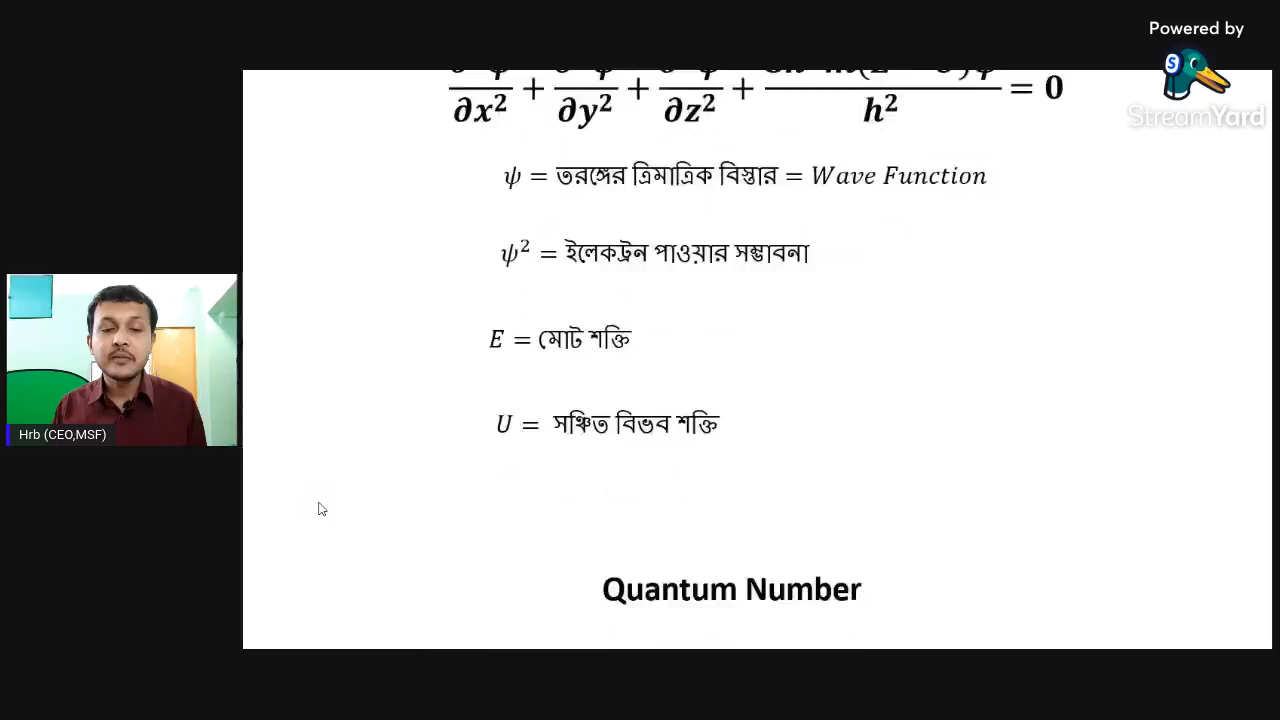 Powered by
StreamYard
∂x² + ∂y² + ∂z² + h² = 0
ψ = তরঙ্গের ত্রিমাত্রিক বিস্তার = Wave Function
ψ² = ইলেকট্রন পাওয়ার সম্ভাবনা
E = মোট শক্তি
U = সঞ্চিত বিভব শক্তি
Hrb (CEO,MSF)
Quantum Number